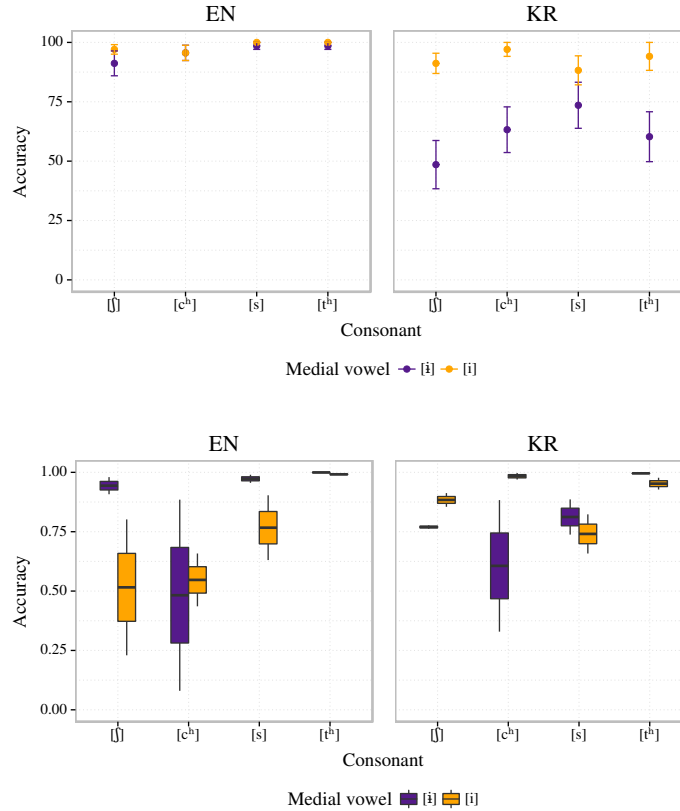 EN KR
100
75
50
25
0
Accuracy
[ʃ] [cʰ] [s] [tʰ] [ʃ] [cʰ] [s] [tʰ]
Consonant
Medial vowel [ɨ] [i]
EN KR
1.00
0.75
0.50
0.25
0.00
Accuracy
[ʃ] [cʰ] [s] [tʰ] [ʃ] [cʰ] [s] [tʰ]
Consonant
Medial vowel [ɨ] [i]